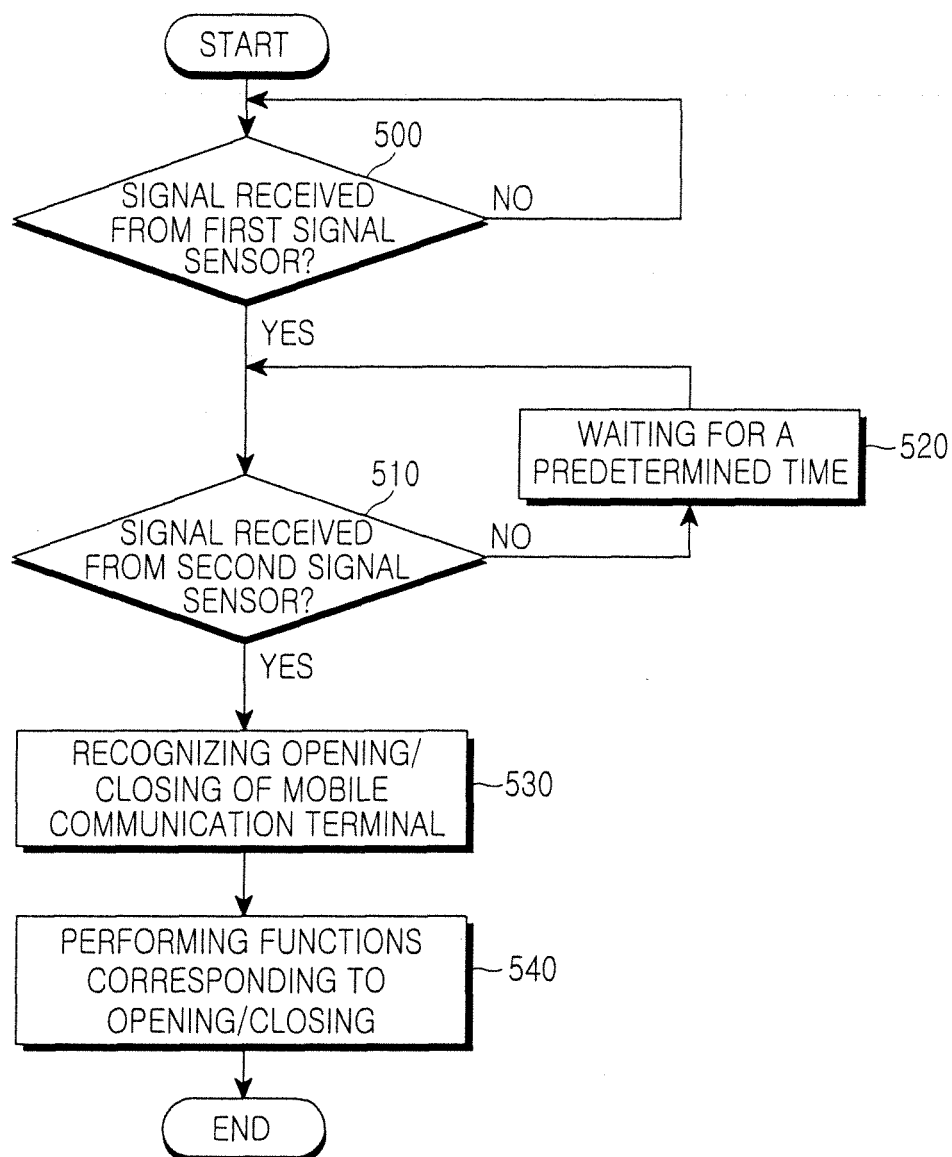 START
500
SIGNAL RECEIVED
FROM FIRST SIGNAL
SENSOR?
NO
YES
WAITING FOR A
PREDETERMINED TIME
520
510
SIGNAL RECEIVED
FROM SECOND SIGNAL
SENSOR?
NO
YES
RECOGNIZING OPENING/
CLOSING OF MOBILE
COMMUNICATION TERMINAL
530
PERFORMING FUNCTIONS
CORRESPONDING TO
OPENING/CLOSING
540
END